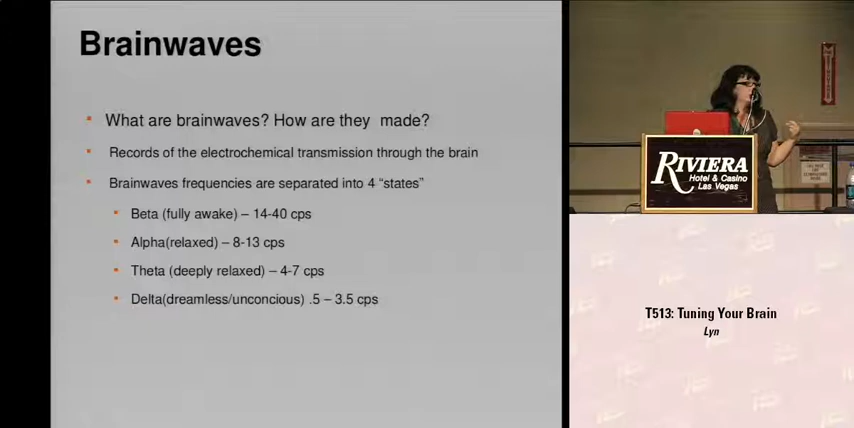 Brainwaves
What are brainwaves? How are they made?
Records of the electrochemical transmission through the brain
Brainwaves frequencies are separated into 4 “states”
Beta (fully awake) – 14-40 cps
Alpha(relaxed) – 8-13 cps
Theta (deeply relaxed) – 4-7 cps
Delta(dreamless/unconcious) .5 – 3.5 cps
RIVIERA
Hotel & Casino
Las Vegas
T513: Tuning Your Brain
Lyn